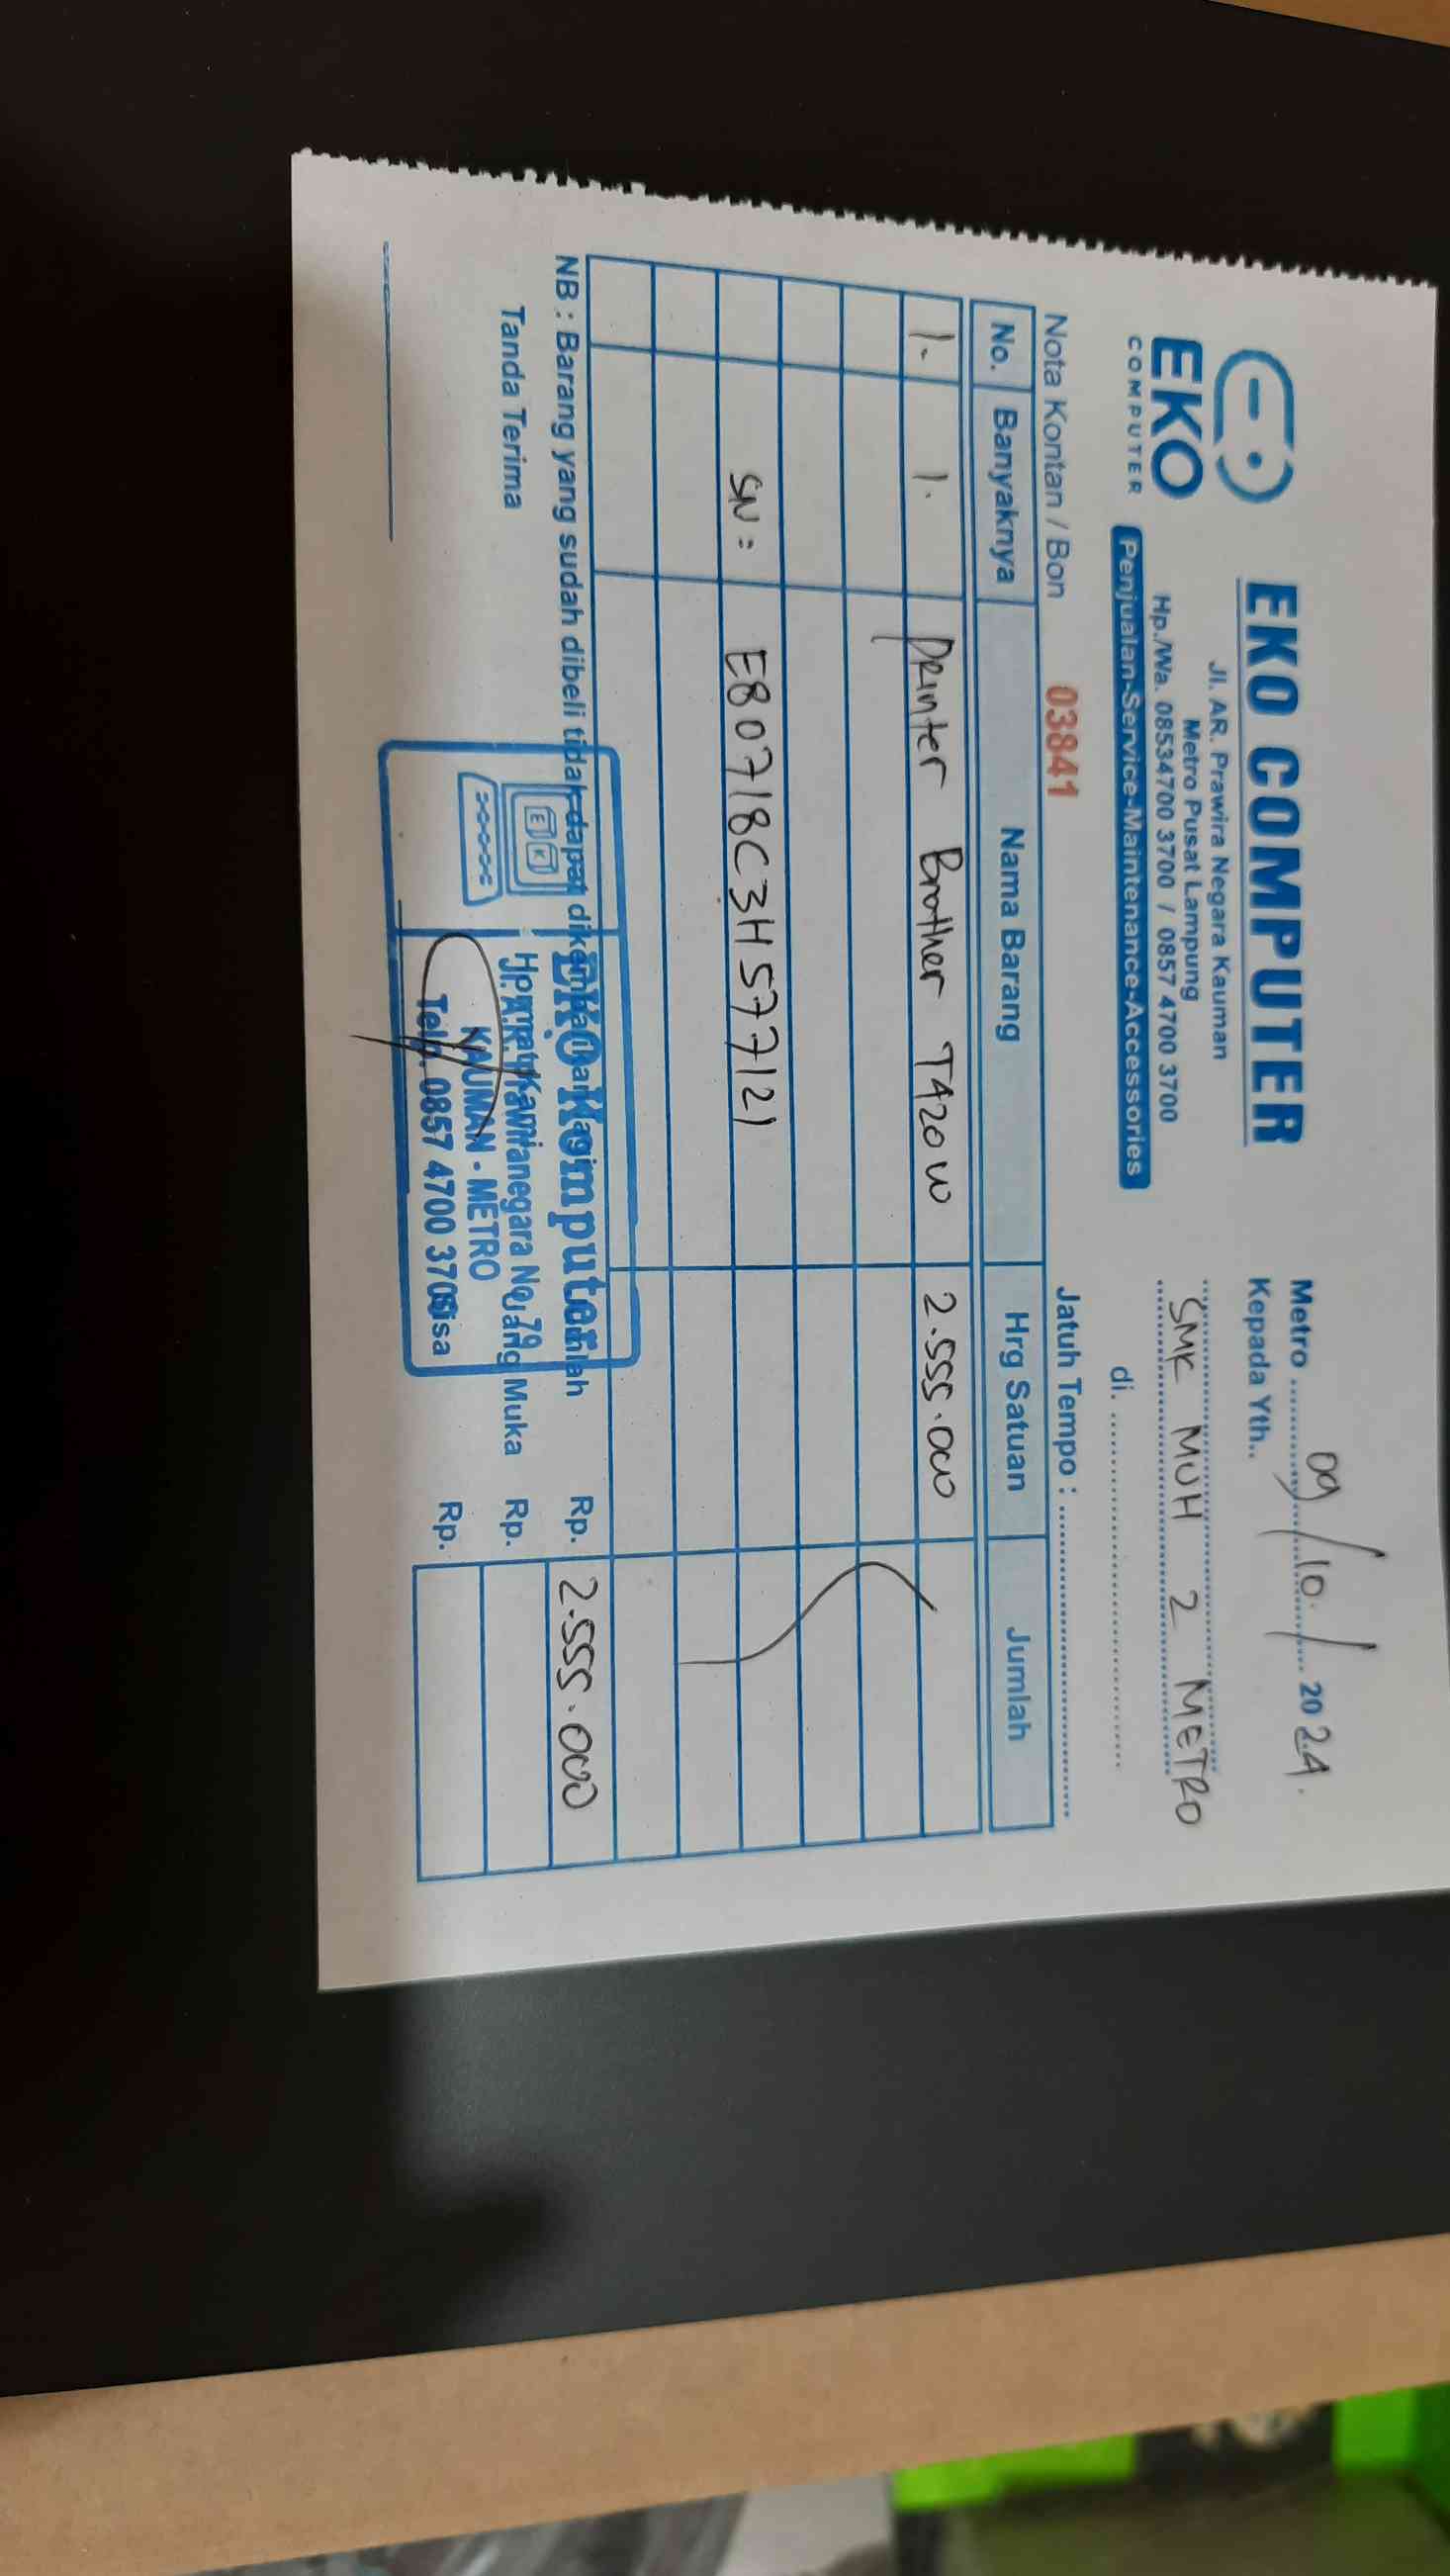 EKO
COMPUTER
EKO COMPUTER
Jl. AR. Prawira Negara Kauman
Metro Pusat Lampung
Hp./Wa. 08534700 3700 / 0857 4700 3700
Penjualan-Service-Maintenance-Accessories
Metro 09/10/2024.
Kepada Yth..
SMK MUH 2 METRO
di.
Nota Kontan / Bon 03841
Jatuh Tempo :
No. Banyaknya Nama Barang Hrg Satuan Jumlah
1. 1. Printer Brother T420W 2.555.000
SN : E80718C3H577121
NB : Barang yang sudah dibeli tidak dapat dikembalikan lagi
Jumlah Rp. 2.555.000
Tanda Terima
Hormat Kami
Uang Muka Rp.
Sisa Rp.
E K
EKO Komputer
KAUMAN - METRO
Telp. 0857 4700 3700